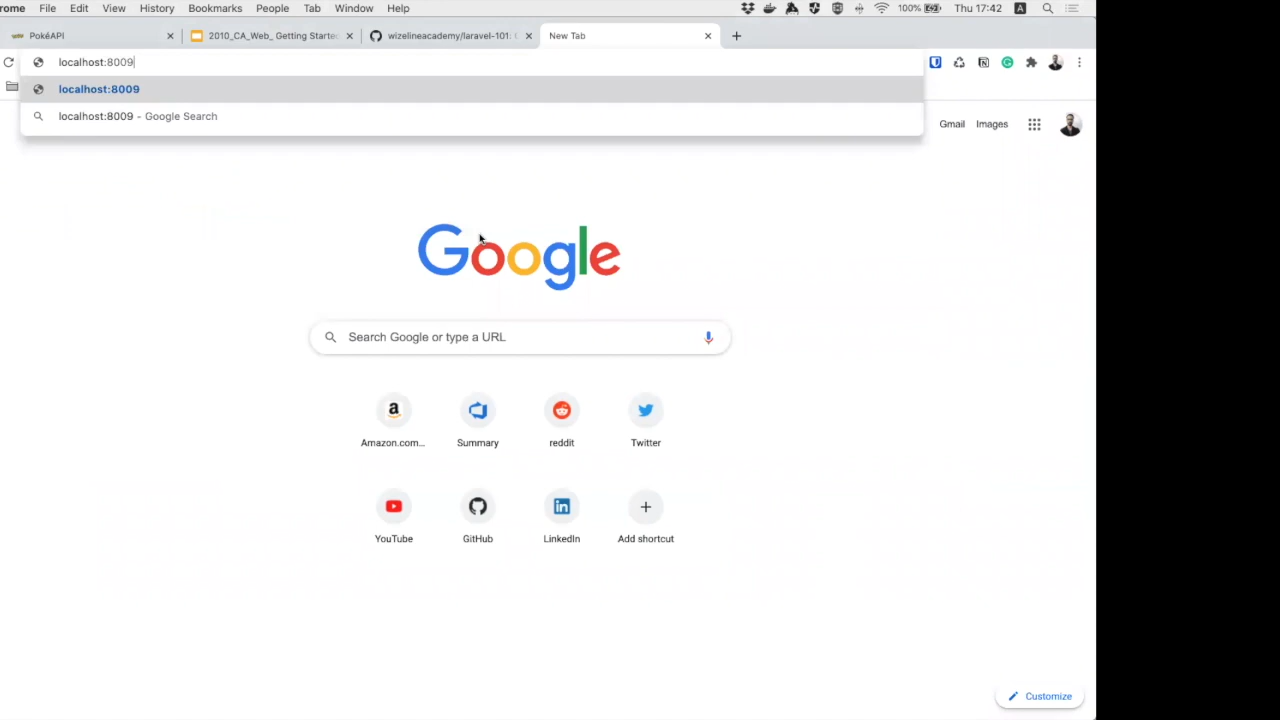 rome File Edit View History Bookmarks People Tab Window Help 100% Thu 17:42 A
PokéAPI 2010_CA_Web_ Getting Starte wizelineacademy/laravel-101: New Tab
localhost:8009
localhost:8009
localhost:8009 - Google Search
Gmail Images
Google
Search Google or type a URL
a
Amazon.com... Summary reddit Twitter
YouTube GitHub LinkedIn Add shortcut
Customize